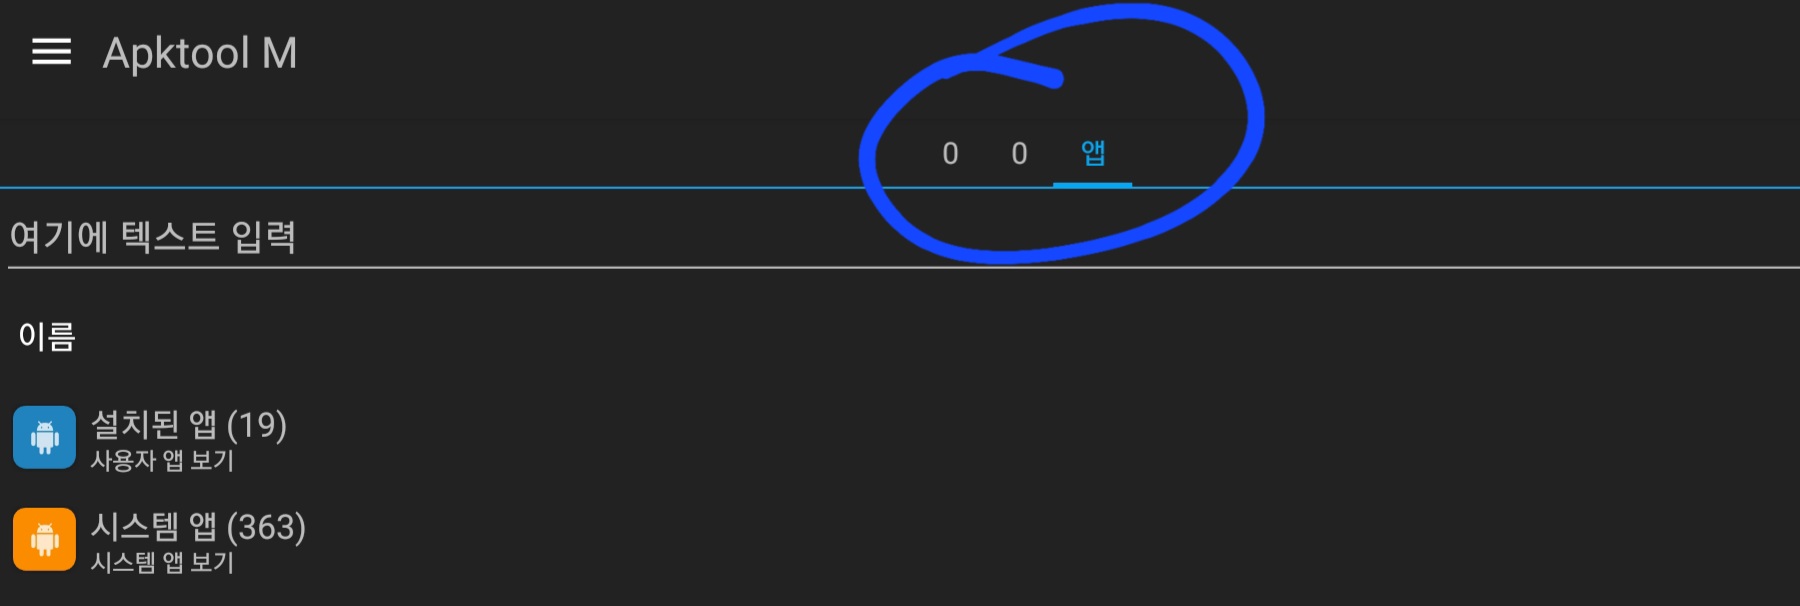 Apktool M
0 0 앱
여기에 텍스트 입력
이름
설치된 앱 (19)
사용자 앱 보기
시스템 앱 (363)
시스템 앱 보기